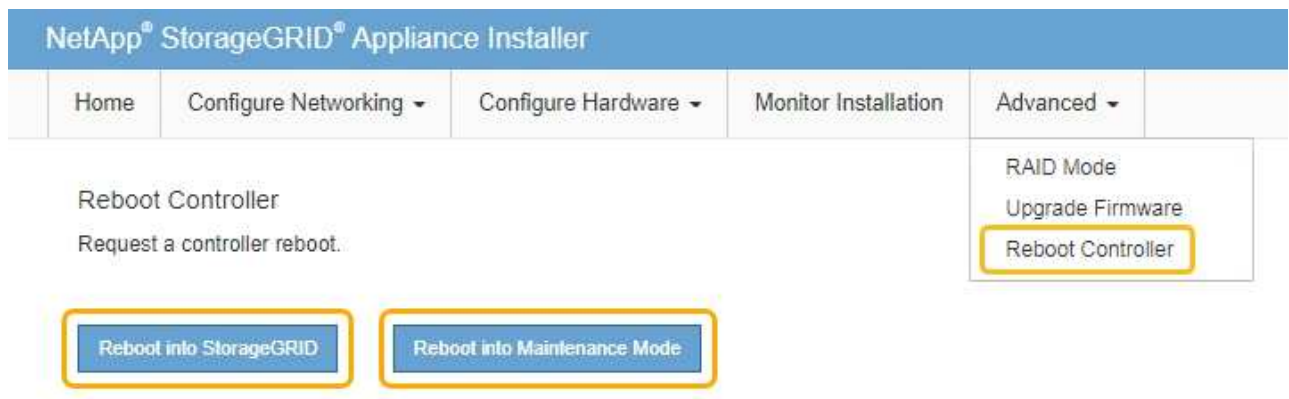 NetApp® StorageGRID® Appliance Installer
Home Configure Networking Configure Hardware Monitor Installation Advanced
RAID Mode
Upgrade Firmware
Reboot Controller
Reboot Controller
Request a controller reboot.
Reboot into StorageGRID Reboot into Maintenance Mode